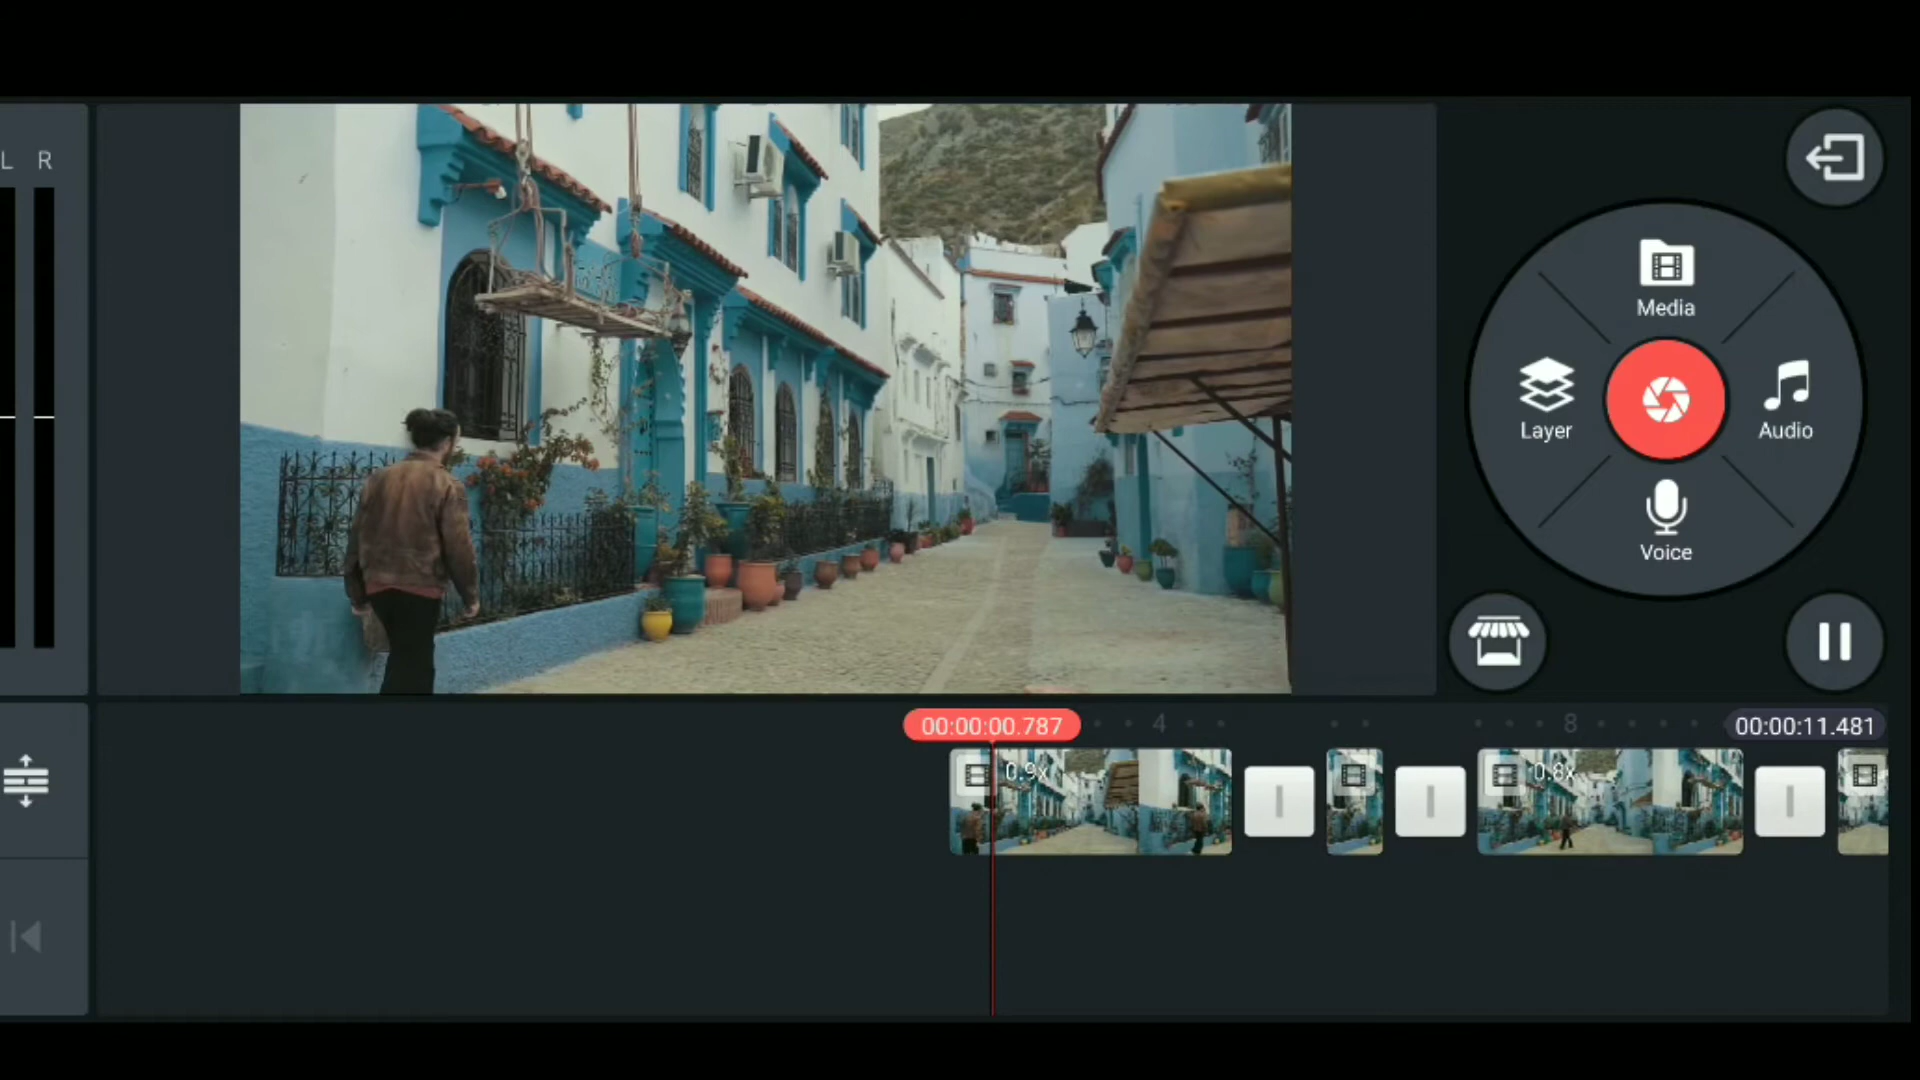 L R
Media
Layer
Audio
Voice
00:00:00.787
4
8
00:00:11.481
0.9x
0.8x